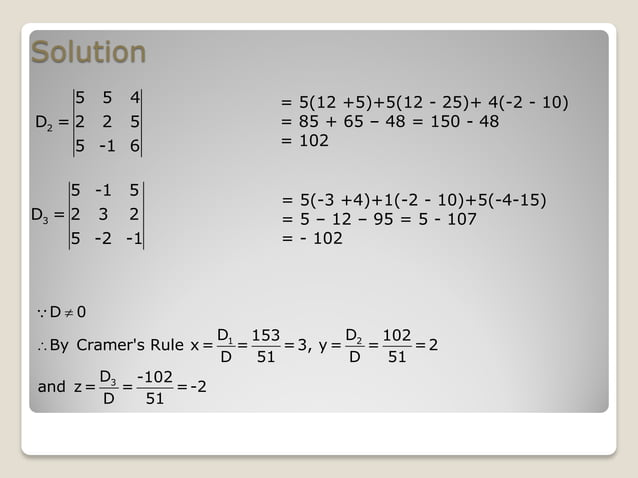 Solution
5 5 4
D2 = 2 2 5
5 -1 6
= 5(12 +5)+5(12 - 25)+ 4(-2 - 10)
= 85 + 65 – 48 = 150 - 48
= 102
5 -1 5
D3 = 2 3 2
5 -2 -1
= 5(-3 +4)+1(-2 - 10)+5(-4-15)
= 5 – 12 – 95 = 5 - 107
= - 102
∵ D ≠ 0
∴ By Cramer's Rule x = D1/D = 153/51 = 3, y = D2/D = 102/51 = 2
and z = D3/D = -102/51 = -2